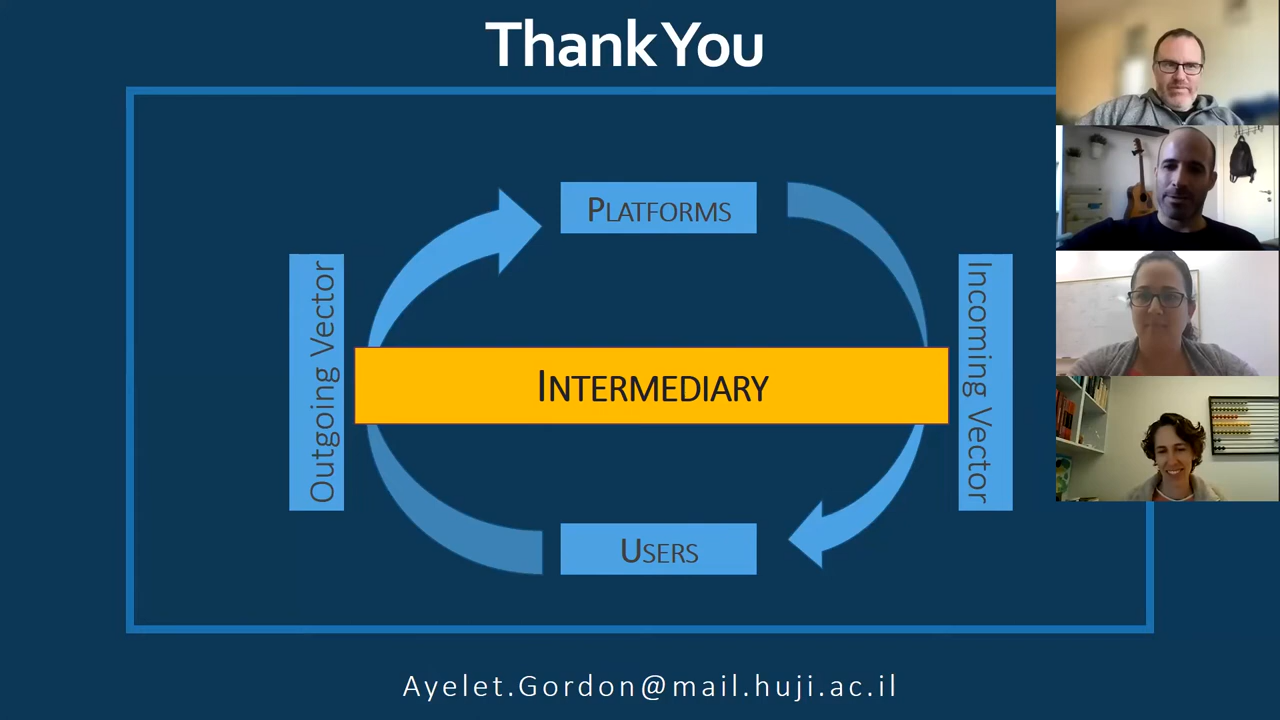 Thank You
PLATFORMS
Outgoing Vector
Incoming Vector
INTERMEDIARY
USERS
Ayelet.Gordon@mail.huji.ac.il